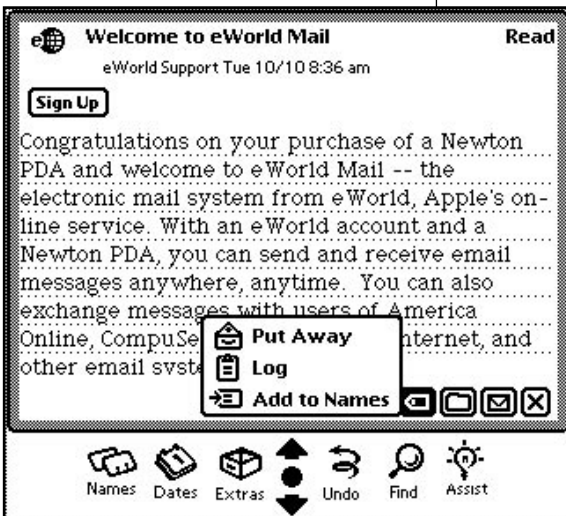 Welcome to eWorld Mail Read
eWorld Support Tue 10/10 8:36 am
Sign Up
Congratulations on your purchase of a Newton
PDA and welcome to eWorld Mail -- the
electronic mail system from eWorld, Apple's on-
line service. With an eWorld account and a
Newton PDA, you can send and receive email
messages anywhere, anytime. You can also
exchange messages with users of America
Online, and
other email
Put Away
Log
Add to Names
Names Dates Extras Undo Find Assist